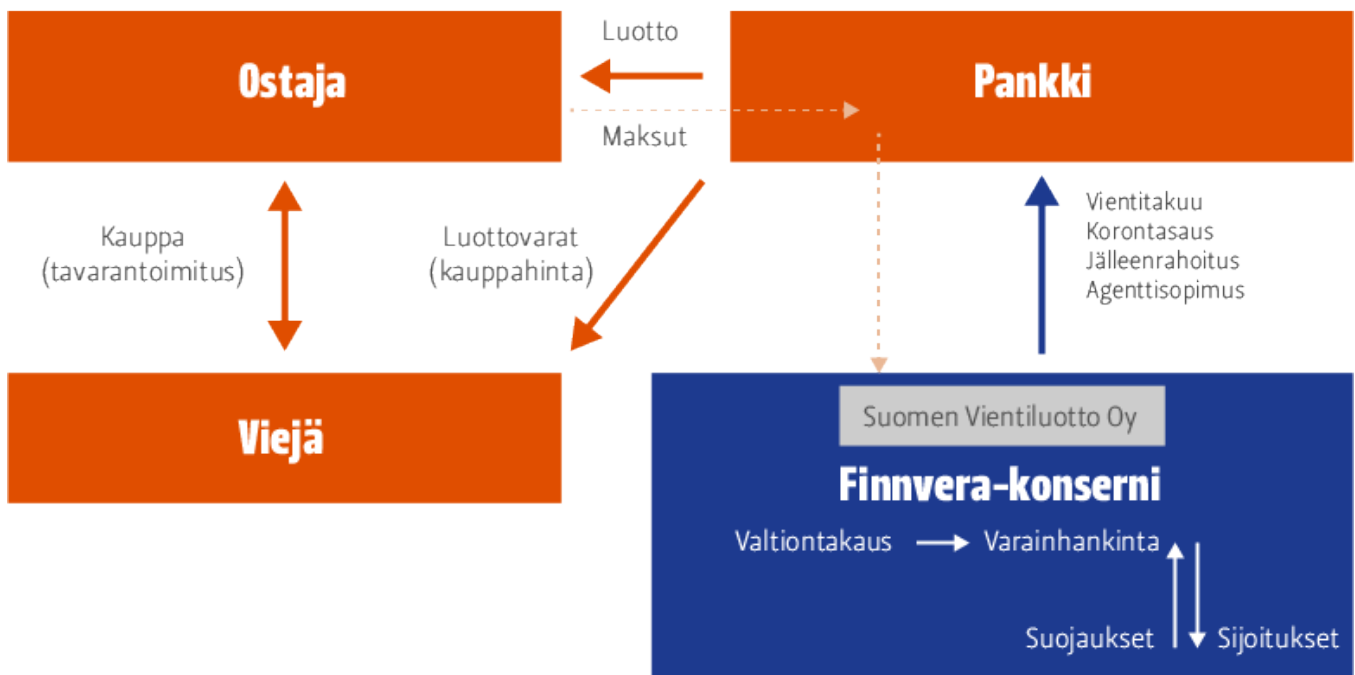 Ostaja
Luotto
Pankki
Maksut
Kauppa
(tavarantoimitus)
Luottovarat
(kauppahinta)
Vientitakuu
Korontasaus
Jälleenrahoitus
Agenttisopimus
Viejä
Suomen Vientiluotto Oy
Finnvera-konserni
Valtiontakaus
Varainhankinta
Suojaukset
Sijoitukset